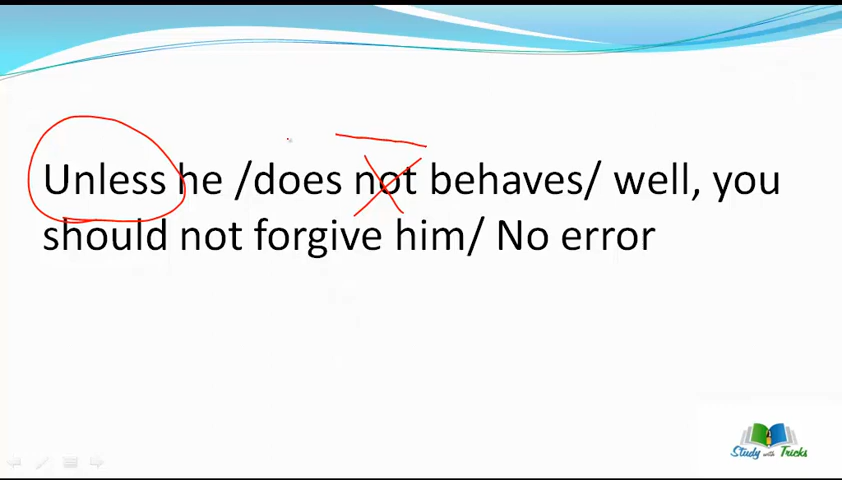 Unless he /does not behaves/ well, you
should not forgive him/ No error
Study with Tricks